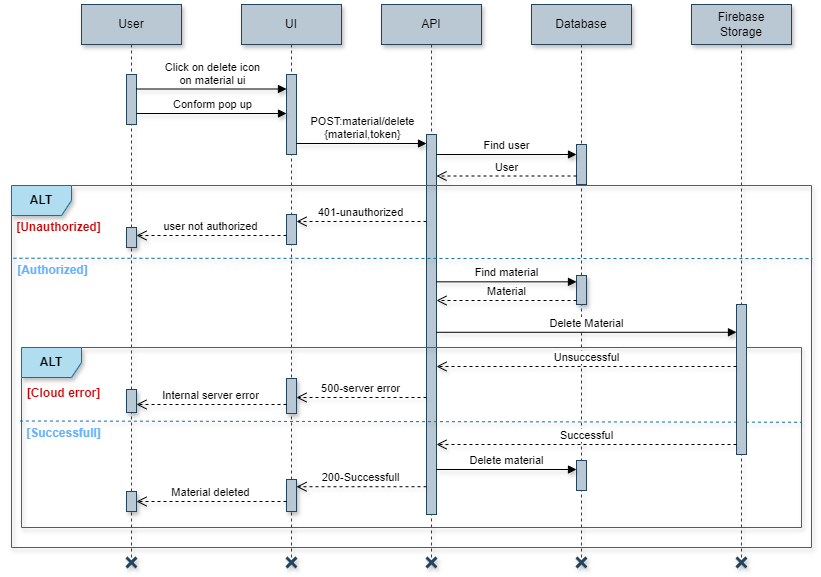 User
UI
API
Database
Firebase
Storage
Click on delete icon
on material ui
Conform pop up
POST:material/delete
{material,token}
Find user
User
ALT
[Unauthorized]
401-unauthorized
user not authorized
[Authorized]
Find material
Material
Delete Material
ALT
Unsuccessful
[Cloud error]
500-server error
Internal server error
[Successfull]
Successful
Delete material
200-Successfull
Material deleted